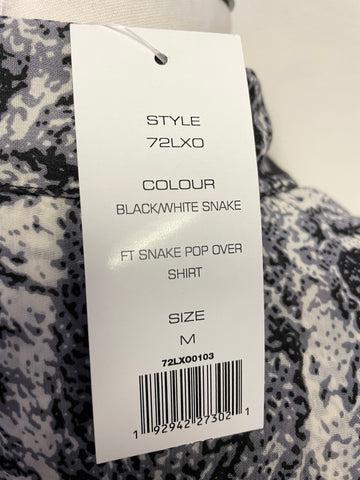 STYLE
72LXO
COLOUR
BLACK/WHITE SNAKE
FT SNAKE POP OVER
SHIRT
SIZE
M
72LXO0103
1 92942 27302 1